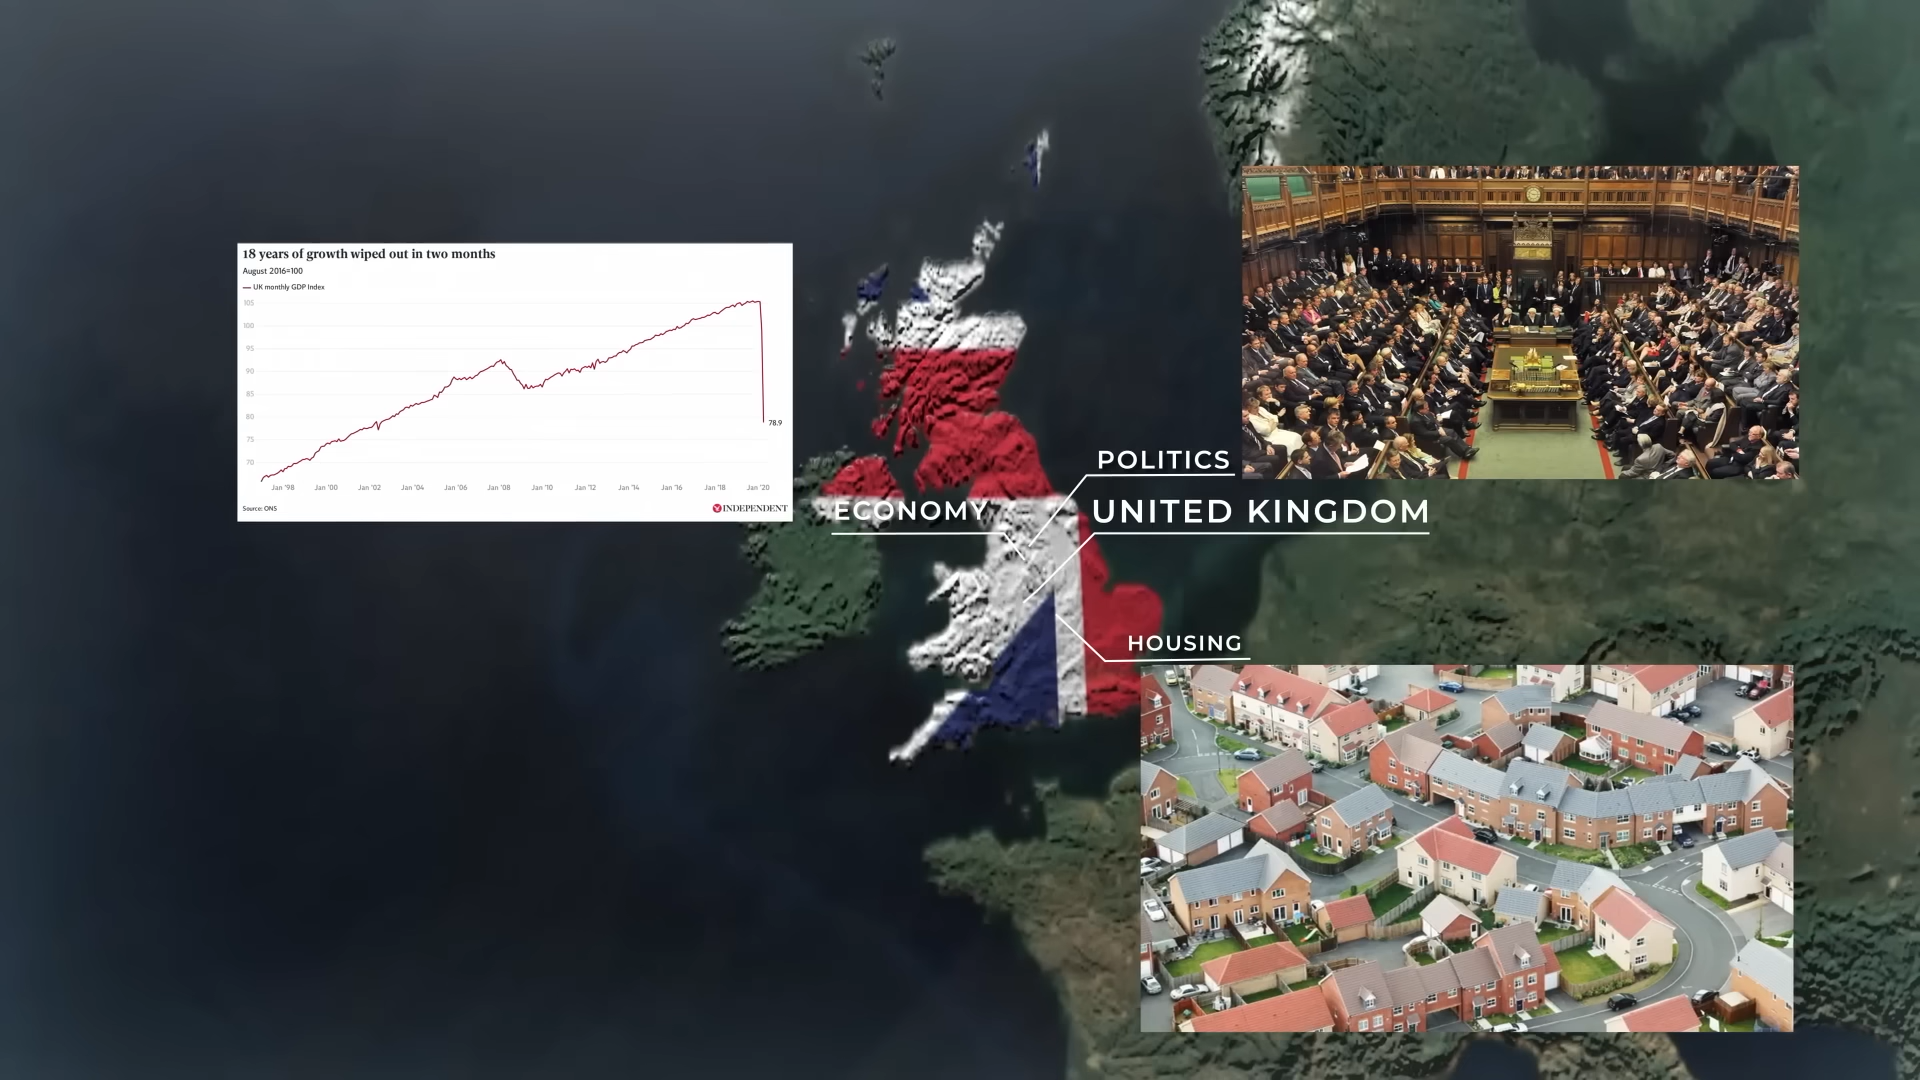 18 years of growth wiped out in two months
August 2016=100
UK monthly GDP Index
105
100
95
90
85
80
75
70
78.9
Jan '98 Jan '00 Jan '02 Jan '04 Jan '06 Jan '08 Jan '10 Jan '12 Jan '14 Jan '16 Jan '18 Jan '20
Source: ONS
INDEPENDENT
POLITICS
ECONOMY
UNITED KINGDOM
HOUSING